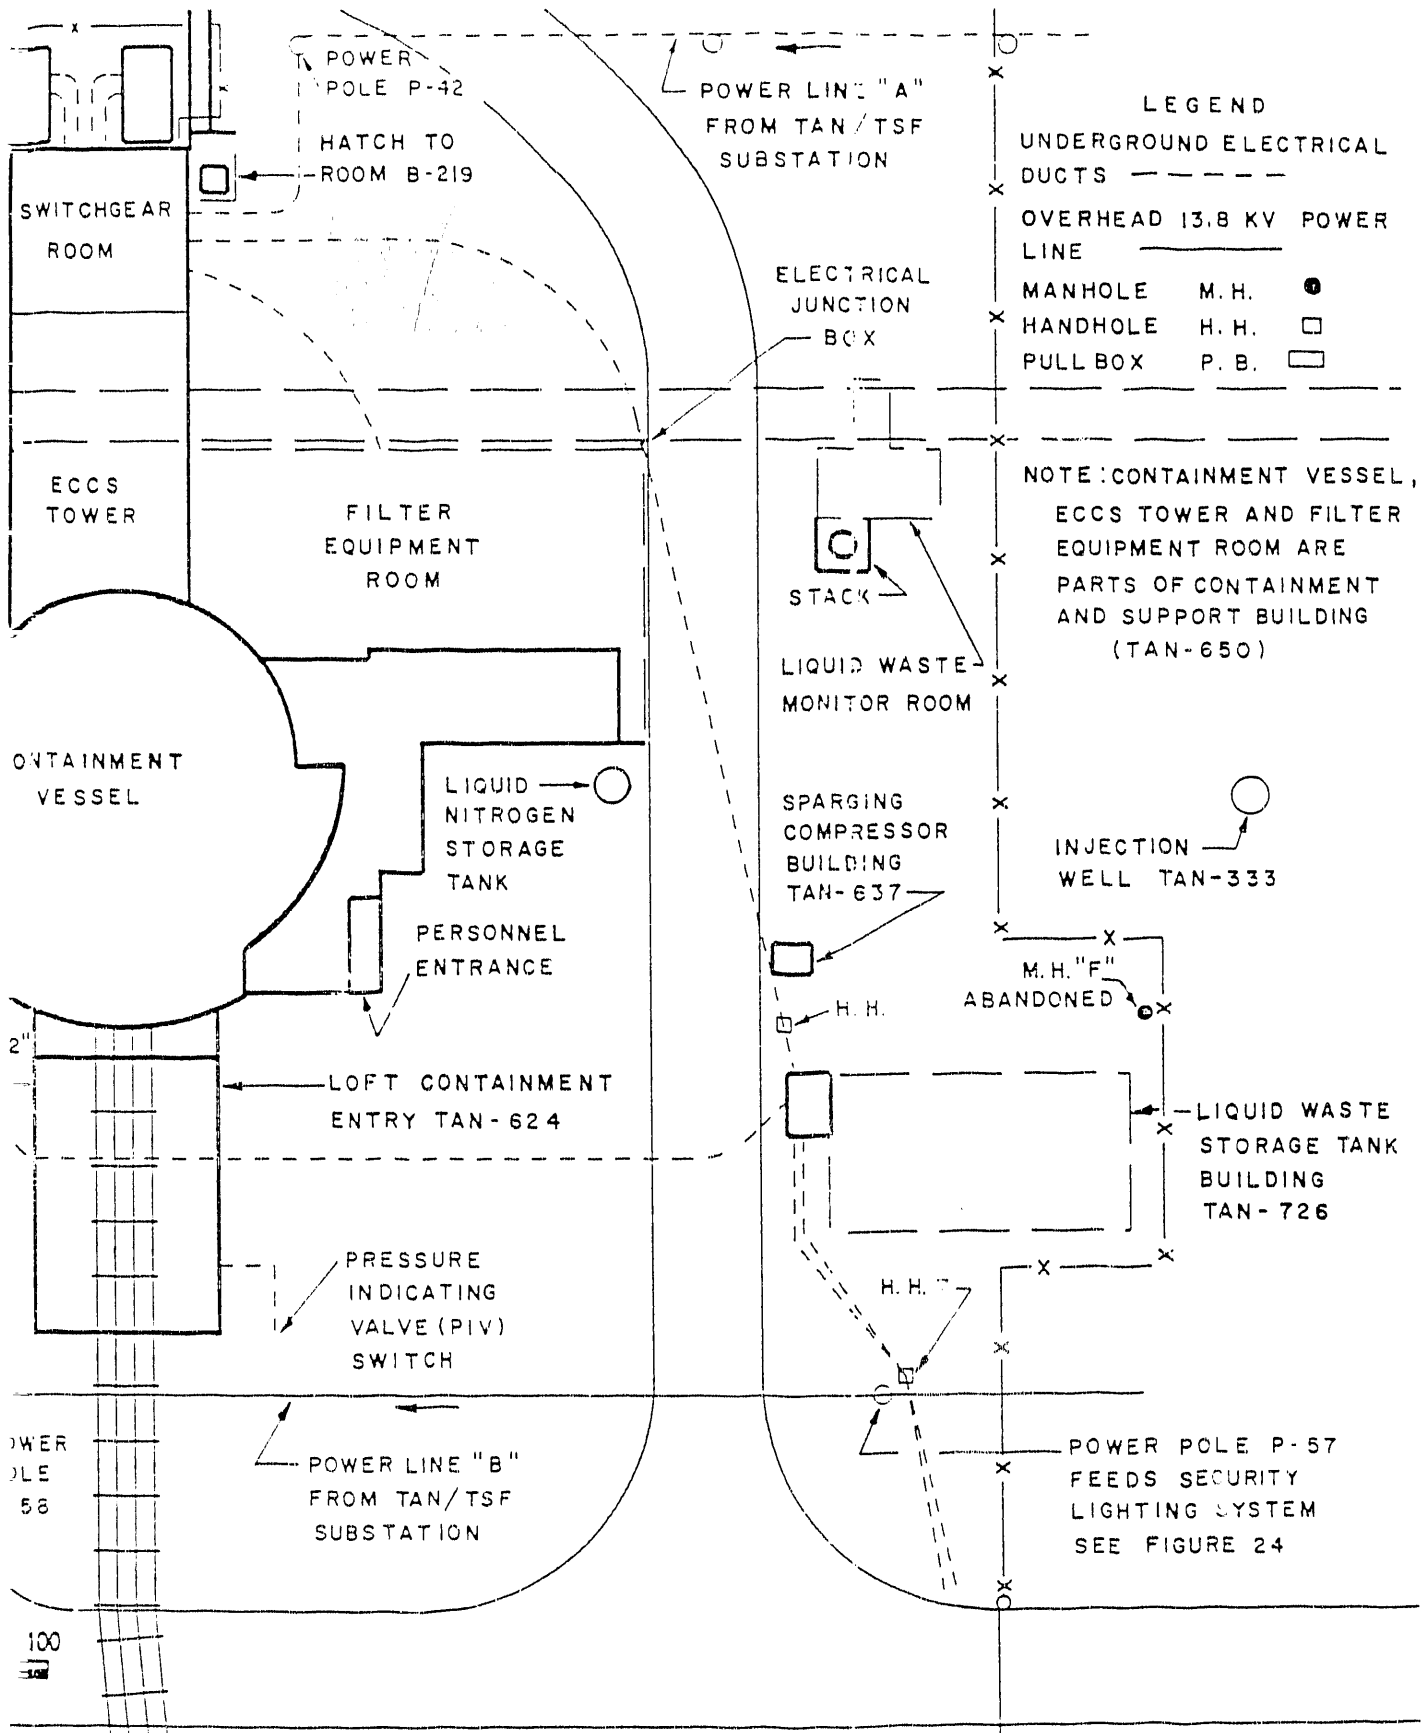 POWER
POLE P-42
HATCH TO
ROOM B-219
SWITCHGEAR
ROOM
POWER LINE "A"
FROM TAN/TSF
SUBSTATION
LEGEND
UNDERGROUND ELECTRICAL
DUCTS
OVERHEAD 13.8 KV POWER
LINE
MANHOLE M.H.
HANDHOLE H.H.
PULL BOX P.B.
ELECTRICAL
JUNCTION
BOX
NOTE: CONTAINMENT VESSEL,
ECCS TOWER AND FILTER
EQUIPMENT ROOM ARE
PARTS OF CONTAINMENT
AND SUPPORT BUILDING
(TAN-650)
ECCS
TOWER
FILTER
EQUIPMENT
ROOM
STACK
LIQUID WASTE
MONITOR ROOM
ONTAINMENT
VESSEL
LIQUID
NITROGEN
STORAGE
TANK
SPARGING
COMPRESSOR
BUILDING
TAN-637
INJECTION
WELL TAN-333
PERSONNEL
ENTRANCE
M.H. "F"
ABANDONED
H.H.
2"
LOFT CONTAINMENT
ENTRY TAN-624
LIQUID WASTE
STORAGE TANK
BUILDING
TAN-726
PRESSURE
INDICATING
VALVE (PIV)
SWITCH
H.H.
OWER
OLE
58
POWER LINE "B"
FROM TAN/TSF
SUBSTATION
POWER POLE P-57
FEEDS SECURITY
LIGHTING SYSTEM
SEE FIGURE 24
100